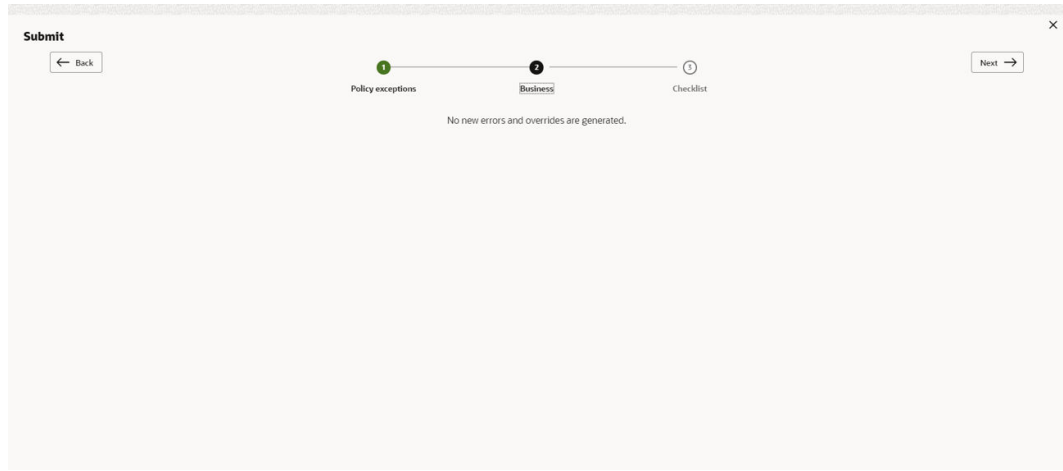 Submit
← Back
Next →
1
2
3
Policy exceptions
Business
Checklist
No new errors and overrides are generated.